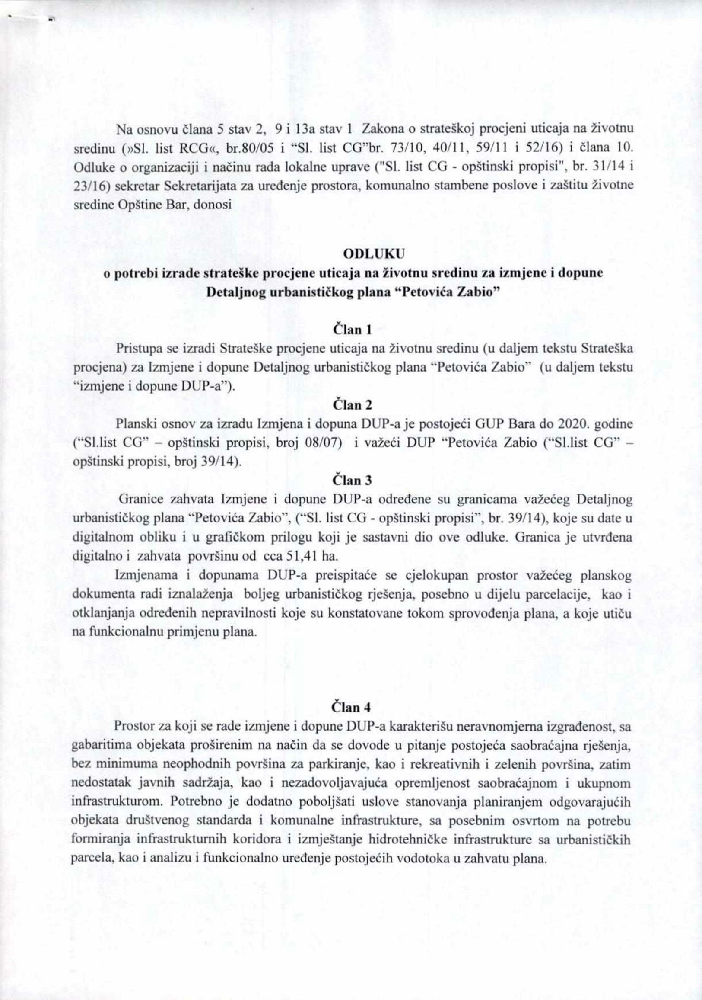 Na osnovu člana 5 stav 2, 9 i 13a stav 1 Zakona o strateškoj procjeni uticaja na životnu
sredinu (»Sl. list RCG«, br.80/05 i “Sl. list CG”br. 73/10, 40/11, 59/11 i 52/16) i člana 10.
Odluke o organizaciji i načinu rada lokalne uprave ("Sl. list CG - opštinski propisi", br. 31/14 i
23/16) sekretar Sekretarijata za uređenje prostora, komunalno stambene poslove i zaštitu životne
sredine Opštine Bar, donosi
ODLUKU
o potrebi izrade strateške procjene uticaja na životnu sredinu za izmjene i dopune
Detaljnog urbanističkog plana “Petovića Zabio”
Član 1
Pristupa se izradi Strateške procjene uticaja na životnu sredinu (u daljem tekstu Strateška
procjena) za Izmjene i dopune Detaljnog urbanističkog plana “Petovića Zabio” (u daljem tekstu
“izmjene i dopune DUP-a”).
Član 2
Planski osnov za izradu Izmjena i dopuna DUP-a je postojeći GUP Bara do 2020. godine
(“Sl.list CG” – opštinski propisi, broj 08/07) i važeći DUP “Petovića Zabio (“Sl.list CG” –
opštinski propisi, broj 39/14).
Član 3
Granice zahvata Izmjene i dopune DUP-a određene su granicama važećeg Detaljnog
urbanističkog plana “Petovića Zabio”, (“Sl. list CG - opštinski propisi”, br. 39/14), koje su date u
digitalnom obliku i u grafičkom prilogu koji je sastavni dio ove odluke. Granica je utvrđena
digitalno i zahvata površinu od cca 51,41 ha.
Izmjenama i dopunama DUP-a preispitaće se cjelokupan prostor važećeg planskog
dokumenta radi iznalaženja boljeg urbanističkog rješenja, posebno u dijelu parcelacije, kao i
otklanjanja određenih nepravilnosti koje su konstatovane tokom sprovođenja plana, a koje utiču
na funkcionalnu primjenu plana.
Član 4
Prostor za koji se rade izmjene i dopune DUP-a karakterišu neravnomjerna izgrađenost, sa
gabaritima objekata proširenim na način da se dovode u pitanje postojeća saobraćajna rješenja,
bez minimuma neophodnih površina za parkiranje, kao i rekreativnih i zelenih površina, zatim
nedostatak javnih sadržaja, kao i nezadovoljavajuća opremljenost saobraćajnom i ukupnom
infrastrukturom. Potrebno je dodatno poboljšati uslove stanovanja planiranjem odgovarajućih
objekata društvenog standarda i komunalne infrastrukture, sa posebnim osvrtom na potrebu
formiranja infrastrukturnih koridora i izmještanje hidrotehničke infrastrukture sa urbanističkih
parcela, kao i analizu i funkcionalno uređenje postojećih vodotoka u zahvatu plana.